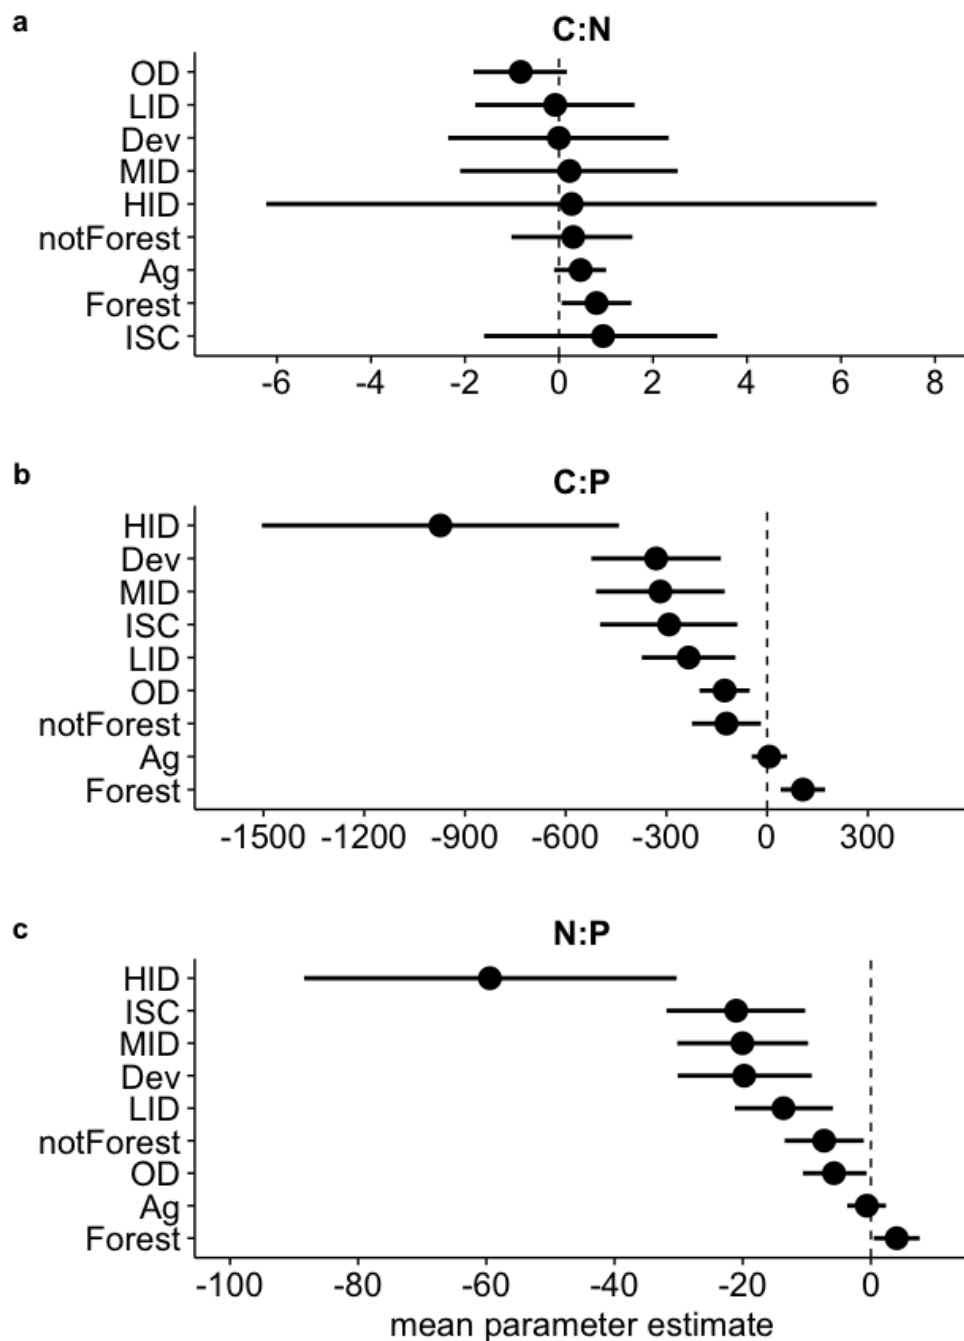 a
C:N
OD
LID
Dev
MID
HID
notForest
Ag
Forest
ISC
-6 -4 -2 0 2 4 6 8
b
C:P
HID
Dev
MID
ISC
LID
OD
notForest
Ag
Forest
-1500 -1200 -900 -600 -300 0 300
c
N:P
HID
ISC
MID
Dev
LID
notForest
OD
Ag
Forest
-100 -80 -60 -40 -20 0
mean parameter estimate